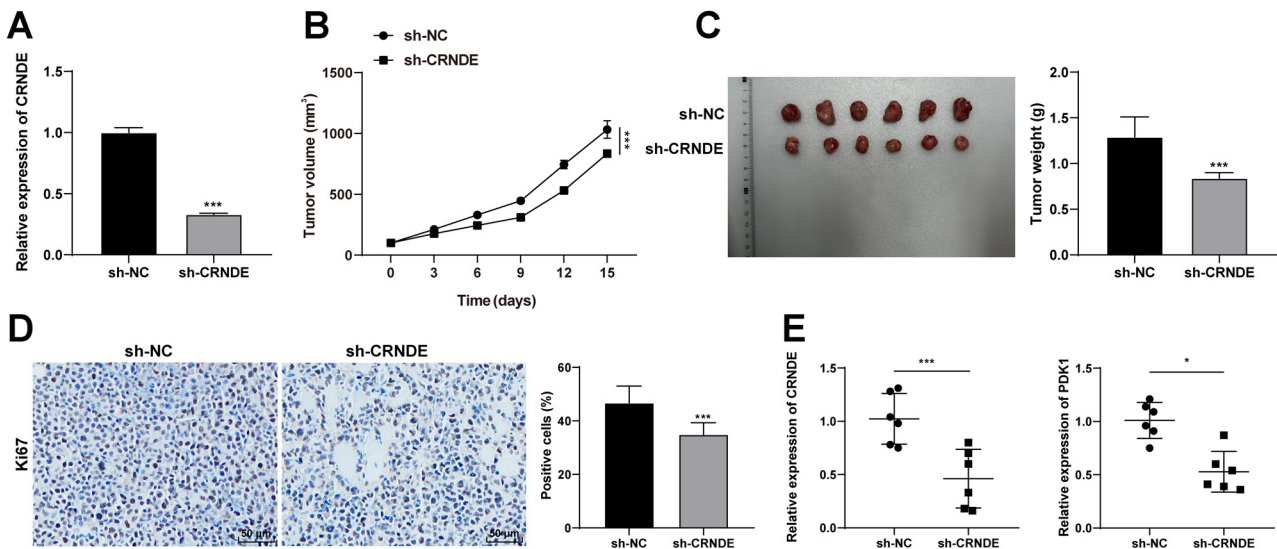 A
Relative expression of CRNDE
1.5
1.0
0.5
0.0
***
sh-NC
sh-CRNDE
B
sh-NC
sh-CRNDE
Tumor volume (mm³)
1500
1000
500
0
***
0 3 6 9 12 15
Time (days)
C
sh-NC
sh-CRNDE
Tumor weight (g)
2.0
1.5
1.0
0.5
0.0
***
sh-NC
sh-CRNDE
D
sh-NC
sh-CRNDE
Ki67
50 μm
50 μm
Positive cells (%)
60
40
20
0
***
sh-NC
sh-CRNDE
E
Relative expression of CRNDE
1.5
1.0
0.5
0.0
***
sh-NC
sh-CRNDE
Relative expression of PDK1
1.5
1.0
0.5
0.0
*
sh-NC
sh-CRNDE